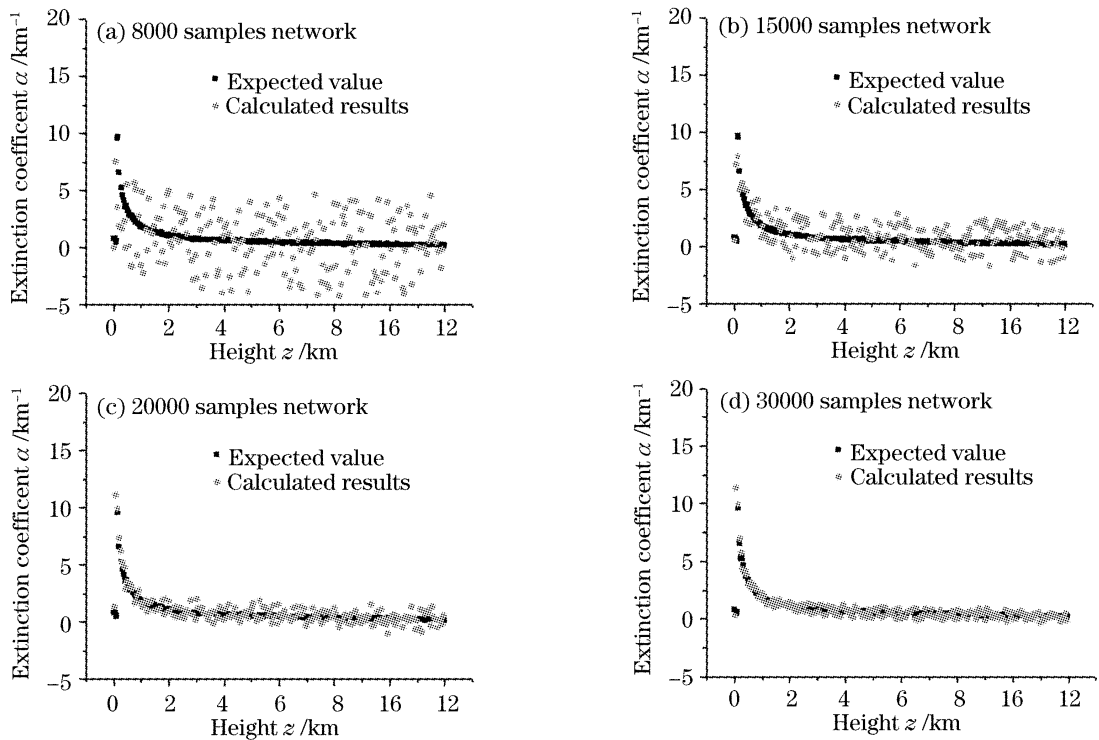 (a) 8000 samples network
Expected value
Calculated results
Extinction coefficent α /km⁻¹
20
15
10
5
0
−5
0 2 4 6 8 16 12
Height z /km
(b) 15000 samples network
Expected value
Calculated results
Extinction coefficent α /km⁻¹
20
15
10
5
0
−5
0 2 4 6 8 16 12
Height z /km
(c) 20000 samples network
Expected value
Calculated results
Extinction coefficent α /km⁻¹
20
15
10
5
0
−5
0 2 4 6 8 16 12
Height z /km
(d) 30000 samples network
Expected value
Calculated results
Extinction coefficent α /km⁻¹
20
15
10
5
0
−5
0 2 4 6 8 16 12
Height z /km